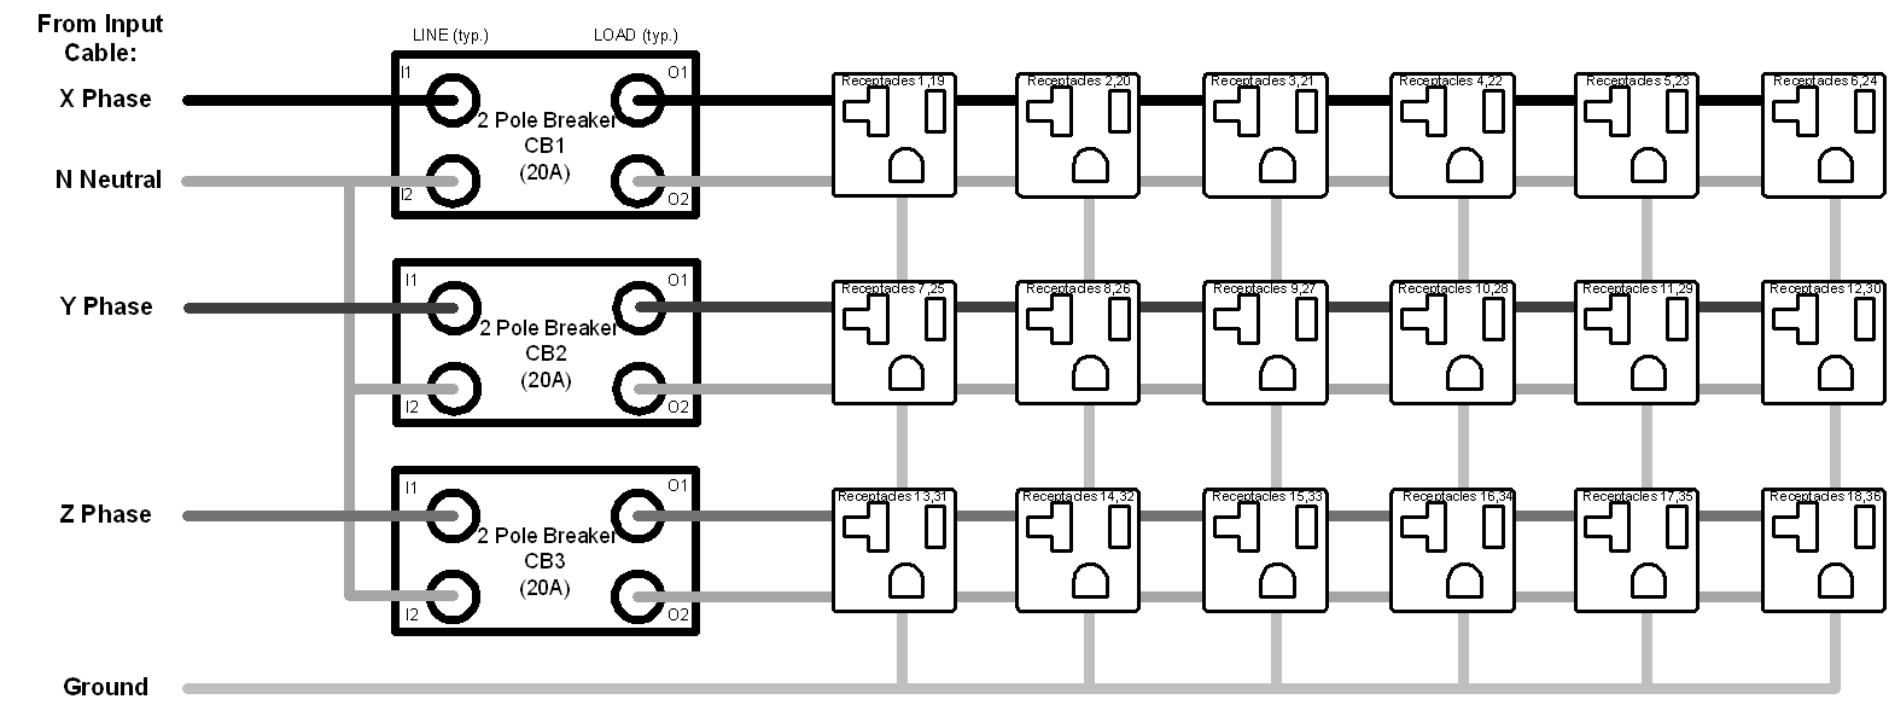 From Input
Cable:
LINE (typ.)
LOAD (typ.)
X Phase
I1
O1
2 Pole Breaker
CB1
(20A)
N Neutral
I2
O2
Receptacles 1,19
Receptacles 2,20
Receptacles 3,21
Receptacles 4,22
Receptacles 5,23
Receptacles 6,24
Y Phase
I1
O1
2 Pole Breaker
CB2
(20A)
I2
O2
Receptacles 7,25
Receptacles 8,26
Receptacles 9,27
Receptacles 10,28
Receptacles 11,29
Receptacles 12,30
Z Phase
I1
O1
2 Pole Breaker
CB3
(20A)
I2
O2
Receptacles 13,31
Receptacles 14,32
Receptacles 15,33
Receptacles 16,34
Receptacles 17,35
Receptacles 18,36
Ground